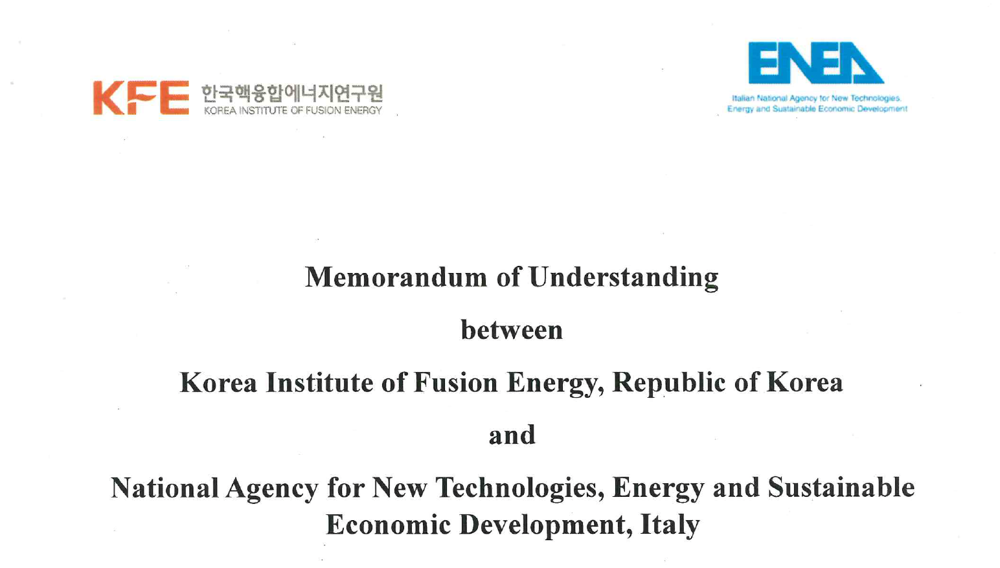 KFE 한국핵융합에너지연구원
KOREA INSTITUTE OF FUSION ENERGY
ENEA
Italian National Agency for New Technologies,
Energy and Sustainable Economic Development
Memorandum of Understanding
between
Korea Institute of Fusion Energy, Republic of Korea
and
National Agency for New Technologies, Energy and Sustainable
Economic Development, Italy